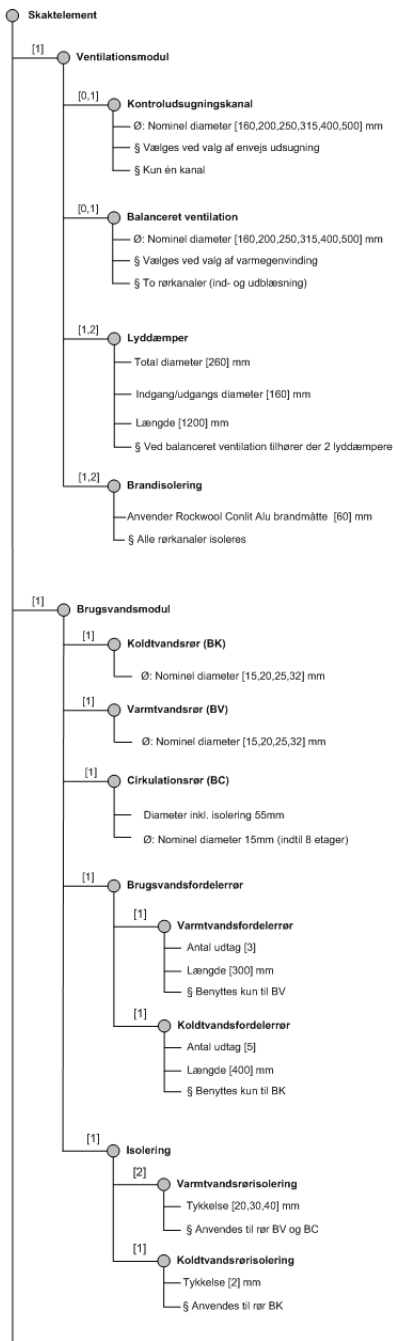 Skaktelement
[1]
Ventilationsmodul
[0,1]
Kontroludsugningskanal
Ø: Nominel diameter [160,200,250,315,400,500] mm
§ Vælges ved valg af envejs udsugning
§ Kun én kanal
[0,1]
Balanceret ventilation
Ø: Nominel diameter [160,200,250,315,400,500] mm
§ Vælges ved valg af varmegenvinding
§ To rørkanaler (ind- og udblæsning)
[1,2]
Lyddæmper
Total diameter [260] mm
Indgang/udgangs diameter [160] mm
Længde [1200] mm
§ Ved balanceret ventilation tilhører der 2 lyddæmpere
[1,2]
Brandisolering
Anvender Rockwool Conlit Alu brandmåtte [60] mm
§ Alle rørkanaler isoleres
[1]
Brugsvandsmodul
[1]
Koldtvandsrør (BK)
Ø: Nominel diameter [15,20,25,32] mm
[1]
Varmtvandsrør (BV)
Ø: Nominel diameter [15,20,25,32] mm
[1]
Cirkulationsrør (BC)
Diameter inkl. isolering 55mm
Ø: Nominel diameter 15mm (indtil 8 etager)
[1]
Brugsvandsfordelerrør
[1]
Varmtvandsfordelerrør
Antal udtag [3]
Længde [300] mm
§ Benyttes kun til BV
[1]
Koldtvandsfordelerrør
Antal udtag [5]
Længde [400] mm
§ Benyttes kun til BK
[1]
Isolering
[2]
Varmtvandsrørisolering
Tykkelse [20,30,40] mm
§ Anvendes til rør BV og BC
[1]
Koldtvandsrørisolering
Tykkelse [2] mm
§ Anvendes til rør BK